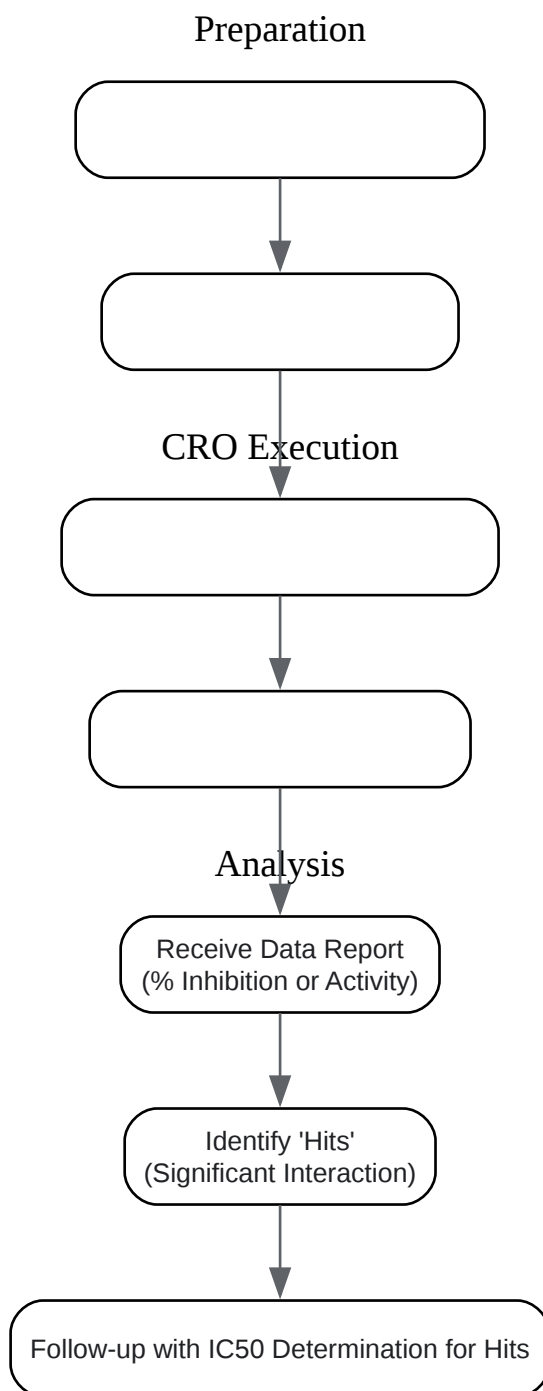 Preparation
CRO Execution
Analysis
Receive Data Report
(% Inhibition or Activity)
Identify 'Hits'
(Significant Interaction)
Follow-up with IC50 Determination for Hits